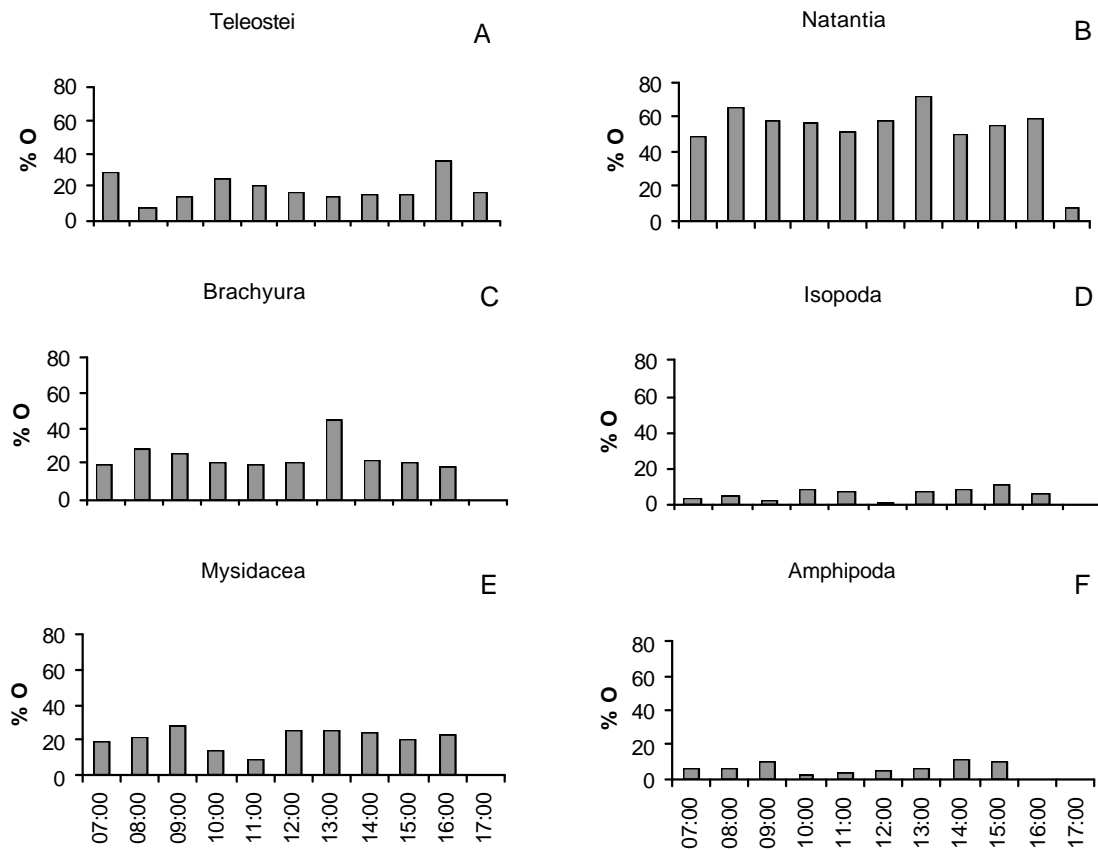 Teleostei
A
% O
80
60
40
20
0
Natantia
B
% O
80
60
40
20
0
Brachyura
C
% O
80
60
40
20
0
Isopoda
D
% O
80
60
40
20
0
Mysidacea
E
% O
80
60
40
20
0
07:00
08:00
09:00
10:00
11:00
12:00
13:00
14:00
15:00
16:00
17:00
Amphipoda
F
% O
80
60
40
20
0
07:00
08:00
09:00
10:00
11:00
12:00
13:00
14:00
15:00
16:00
17:00